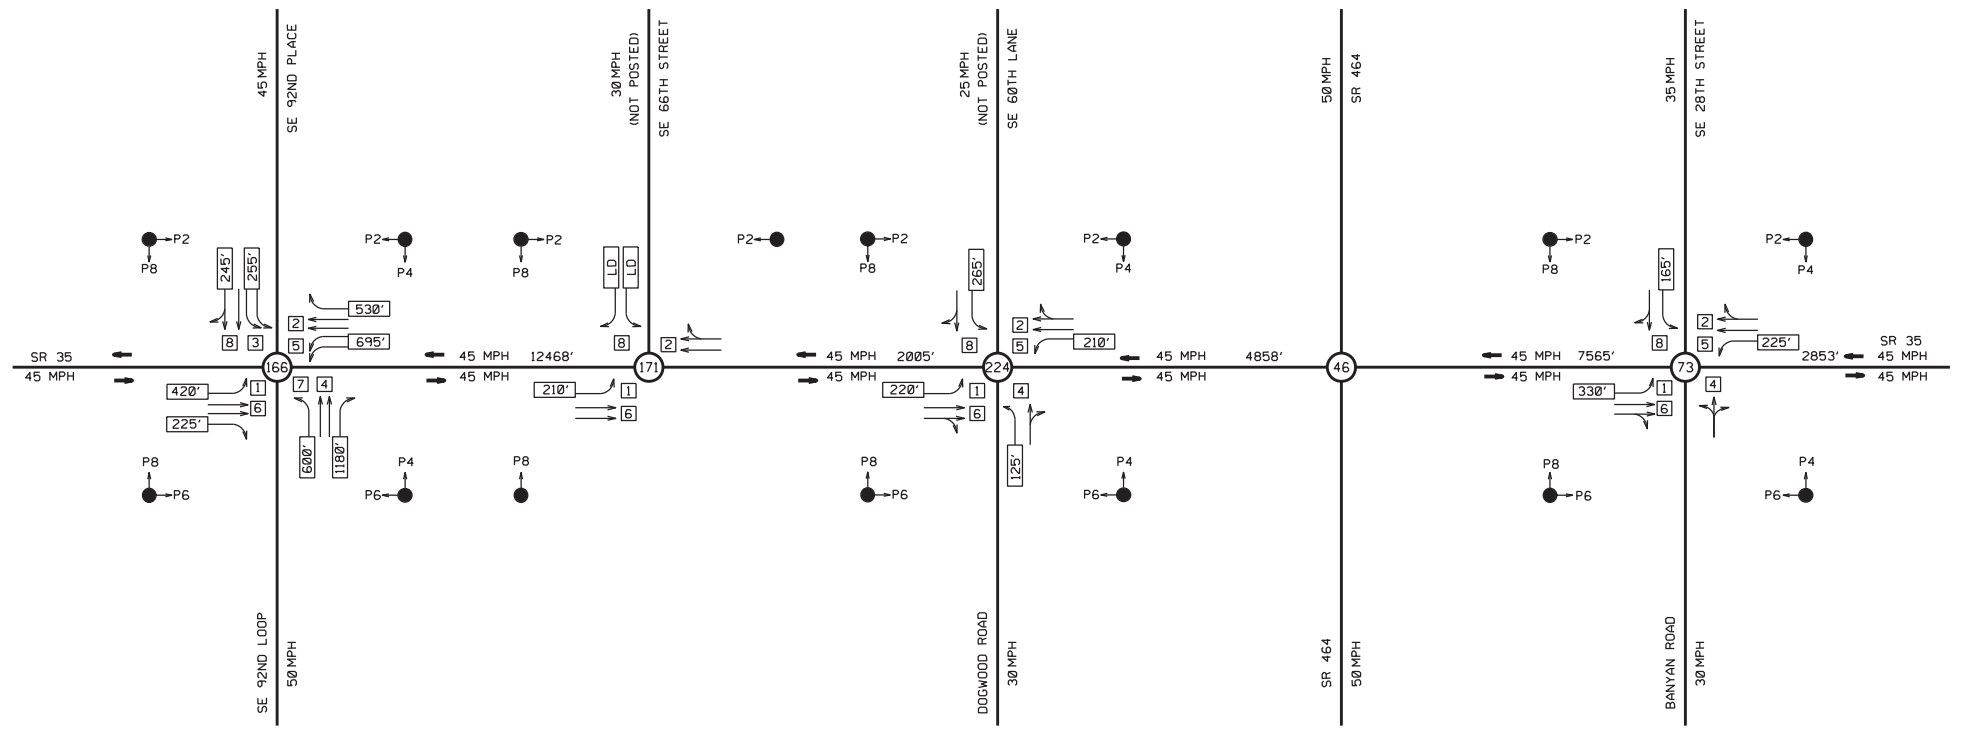 45 MPH
SE 92ND PLACE
30 MPH
(NOT POSTED)
SE 66TH STREET
25 MPH
(NOT POSTED)
SE 60TH LANE
50 MPH
SR 464
35 MPH
SE 28TH STREET
P2
P8
P2
P4
P2
P8
P2
P2
P8
P2
P4
P2
P8
P2
P4
245'
255'
530'
695'
2
5
8
3
LD
LD
8
2
265'
8
2
5
210'
165'
8
2
5
225'
SR 35
45 MPH
166
45 MPH
12468'
45 MPH
171
45 MPH
2005'
45 MPH
224
45 MPH
4858'
45 MPH
46
45 MPH
7565'
45 MPH
73
2853'
SR 35
45 MPH
45 MPH
420'
1
6
225'
7
4
600'
1180'
210'
1
6
220'
1
6
4
125'
330'
1
6
4
P8
P6
P4
P6
P8
P8
P6
P4
P6
P8
P6
P4
P6
SE 92ND LOOP
50 MPH
DOGWOOD ROAD
30 MPH
SR 464
50 MPH
BANYAN ROAD
30 MPH